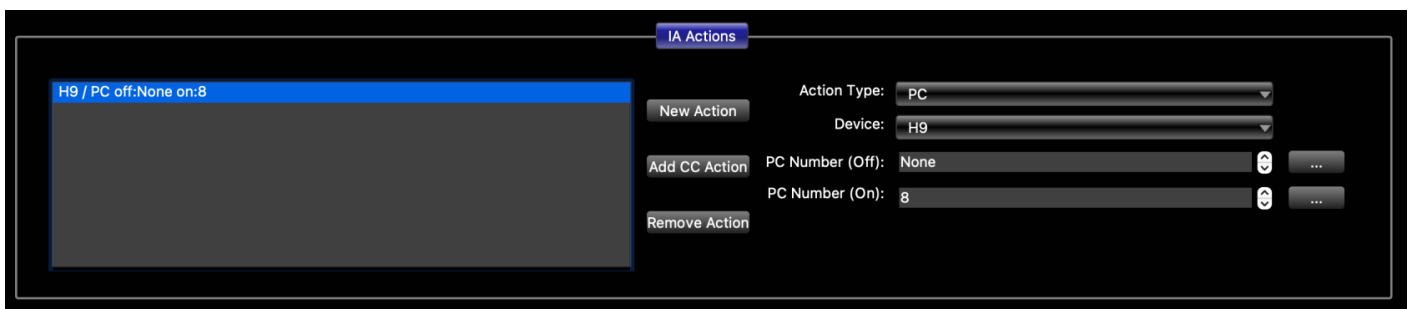 IA Actions
H9 / PC off:None on:8
New Action
Add CC Action
Remove Action
Action Type: PC
Device: H9
PC Number (Off): None ...
PC Number (On): 8 ...